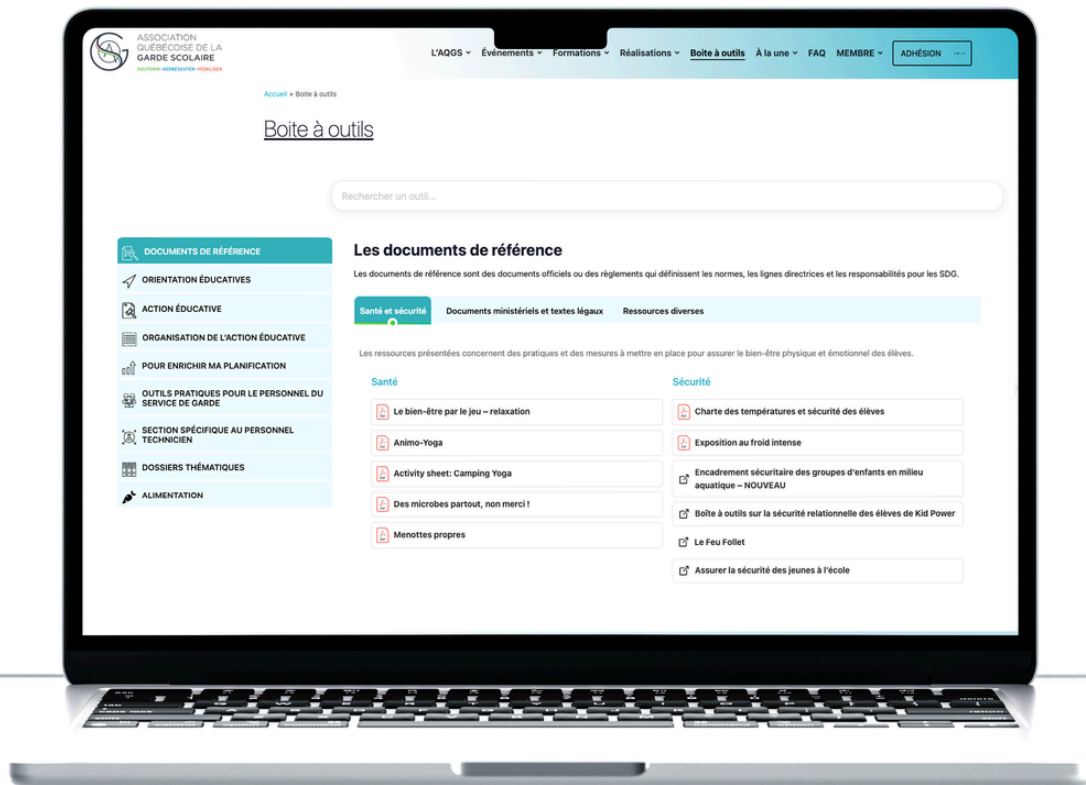 ASSOCIATION
QUÉBÉCOISE DE LA
GARDE SCOLAIRE
SOUTENIR•REPRÉSENTER•MOBILISER
L'AQGS Événements Formations Réalisations Boite à outils À la une FAQ MEMBRE ADHÉSION
Accueil » Boite à outils
Boite à outils
Rechercher un outil...
DOCUMENTS DE RÉFÉRENCE
ORIENTATION ÉDUCATIVES
ACTION ÉDUCATIVE
ORGANISATION DE L'ACTION ÉDUCATIVE
POUR ENRICHIR MA PLANIFICATION
OUTILS PRATIQUES POUR LE PERSONNEL DU
SERVICE DE GARDE
SECTION SPÉCIFIQUE AU PERSONNEL
TECHNICIEN
DOSSIERS THÉMATIQUES
ALIMENTATION
Les documents de référence
Les documents de référence sont des documents officiels ou des règlements qui définissent les normes, les lignes directrices et les responsabilités pour les SDG.
Santé et sécurité Documents ministériels et textes légaux Ressources diverses
Les ressources présentées concernent des pratiques et des mesures à mettre en place pour assurer le bien-être physique et émotionnel des élèves.
Santé
Le bien-être par le jeu – relaxation
Animo-Yoga
Activity sheet: Camping Yoga
Des microbes partout, non merci !
Menottes propres
Sécurité
Charte des températures et sécurité des élèves
Exposition au froid intense
Encadrement sécuritaire des groupes d'enfants en milieu
aquatique – NOUVEAU
Boîte à outils sur la sécurité relationnelle des élèves de Kid Power
Le Feu Follet
Assurer la sécurité des jeunes à l'école